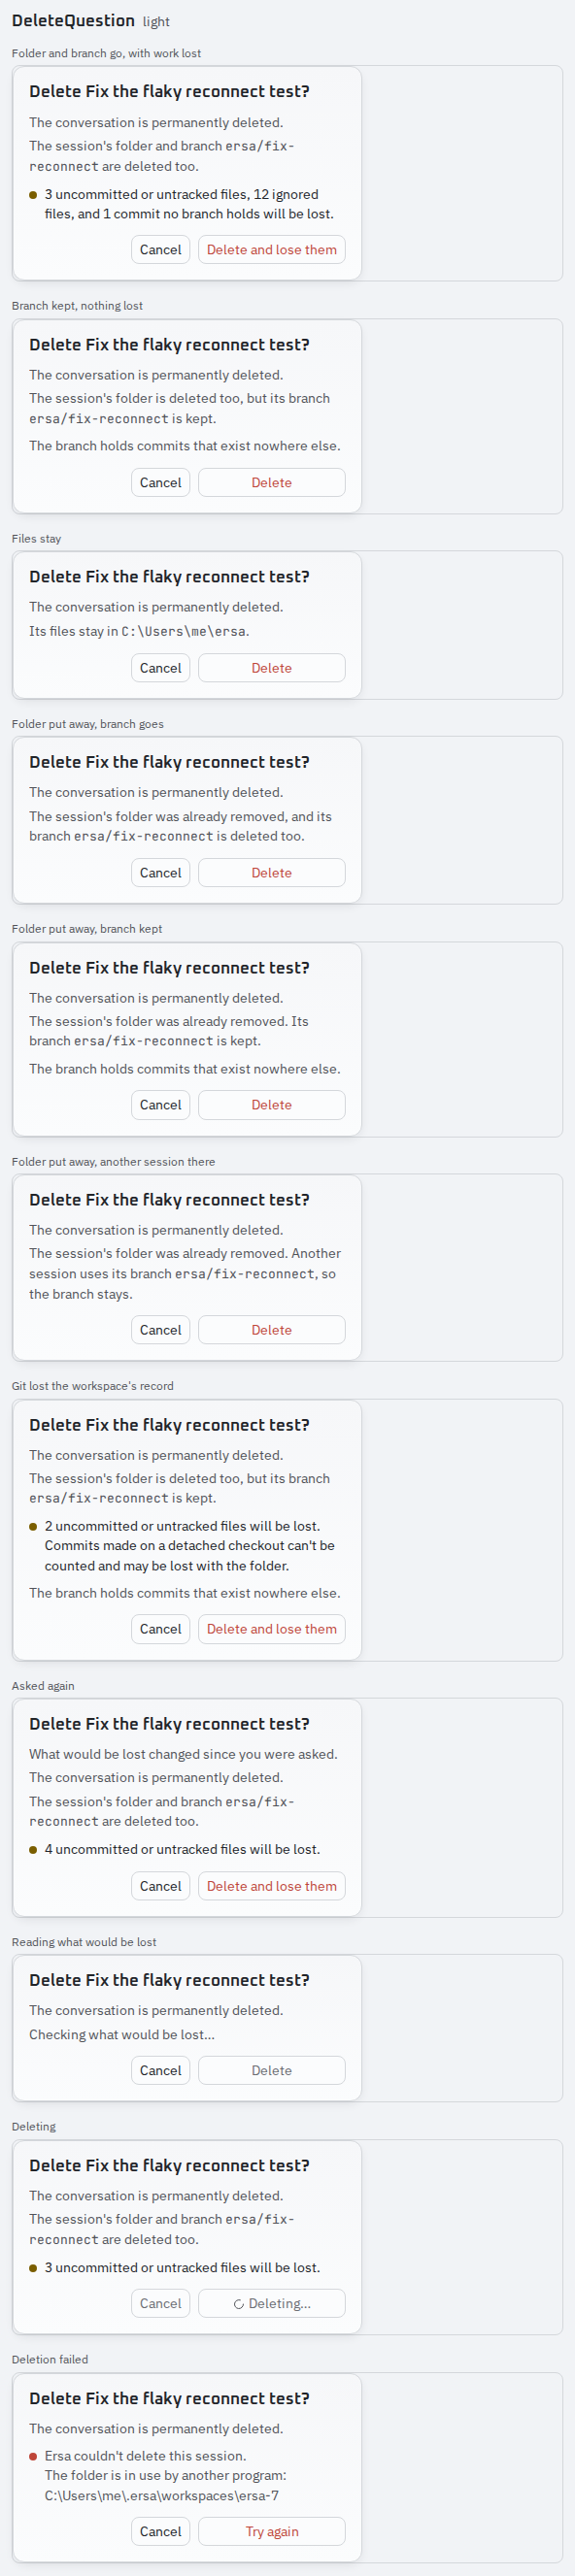 DeleteQuestion light
Folder and branch go, with work lost
Delete Fix the flaky reconnect test?
The conversation is permanently deleted.
The session's folder and branch ersa/fix-
reconnect are deleted too.
3 uncommitted or untracked files, 12 ignored
files, and 1 commit no branch holds will be lost.
Cancel Delete and lose them
Branch kept, nothing lost
Delete Fix the flaky reconnect test?
The conversation is permanently deleted.
The session's folder is deleted too, but its branch
ersa/fix-reconnect is kept.
The branch holds commits that exist nowhere else.
Cancel Delete
Files stay
Delete Fix the flaky reconnect test?
The conversation is permanently deleted.
Its files stay in C:\Users\me\ersa.
Cancel Delete
Folder put away, branch goes
Delete Fix the flaky reconnect test?
The conversation is permanently deleted.
The session's folder was already removed, and its
branch ersa/fix-reconnect is deleted too.
Cancel Delete
Folder put away, branch kept
Delete Fix the flaky reconnect test?
The conversation is permanently deleted.
The session's folder was already removed. Its
branch ersa/fix-reconnect is kept.
The branch holds commits that exist nowhere else.
Cancel Delete
Folder put away, another session there
Delete Fix the flaky reconnect test?
The conversation is permanently deleted.
The session's folder was already removed. Another
session uses its branch ersa/fix-reconnect, so
the branch stays.
Cancel Delete
Git lost the workspace's record
Delete Fix the flaky reconnect test?
The conversation is permanently deleted.
The session's folder is deleted too, but its branch
ersa/fix-reconnect is kept.
2 uncommitted or untracked files will be lost.
Commits made on a detached checkout can't be
counted and may be lost with the folder.
The branch holds commits that exist nowhere else.
Cancel Delete and lose them
Asked again
Delete Fix the flaky reconnect test?
What would be lost changed since you were asked.
The conversation is permanently deleted.
The session's folder and branch ersa/fix-
reconnect are deleted too.
4 uncommitted or untracked files will be lost.
Cancel Delete and lose them
Reading what would be lost
Delete Fix the flaky reconnect test?
The conversation is permanently deleted.
Checking what would be lost…
Cancel Delete
Deleting
Delete Fix the flaky reconnect test?
The conversation is permanently deleted.
The session's folder and branch ersa/fix-
reconnect are deleted too.
3 uncommitted or untracked files will be lost.
Cancel Deleting…
Deletion failed
Delete Fix the flaky reconnect test?
The conversation is permanently deleted.
Ersa couldn't delete this session.
The folder is in use by another program:
C:\Users\me\.ersa\workspaces\ersa-7
Cancel Try again